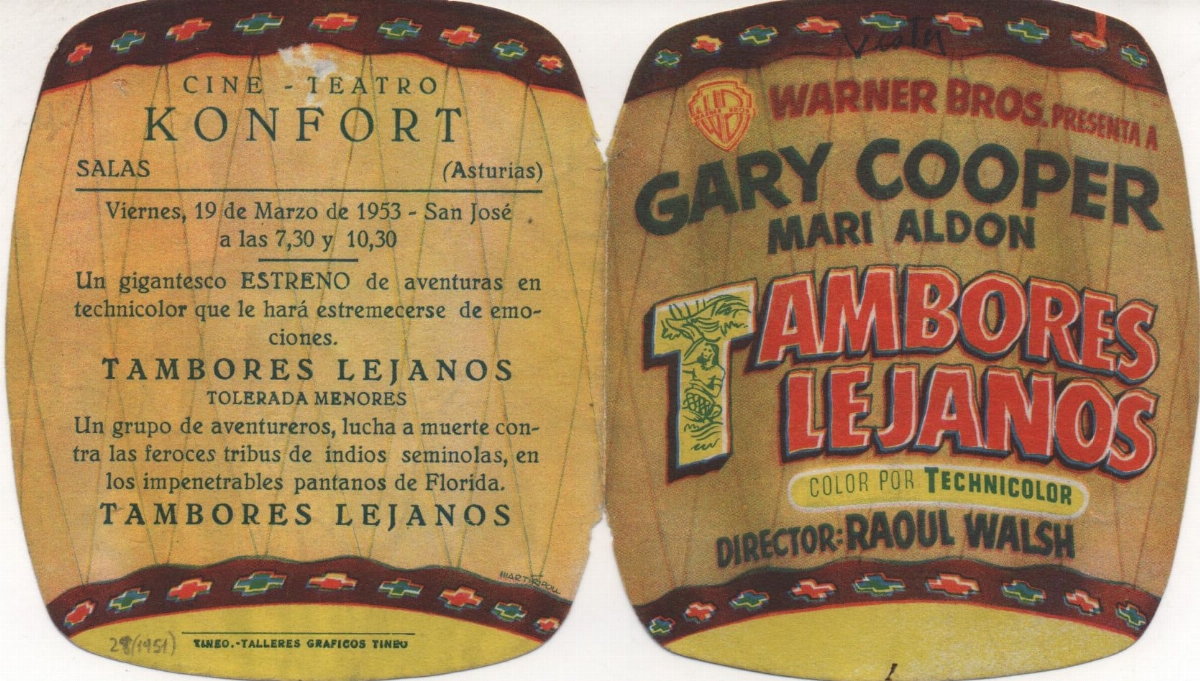 CINE - TEATRO
KONFORT
SALAS (Asturias)
Viernes, 19 de Marzo de 1953 - San José
a las 7,30 y 10,30
Un gigantesco ESTRENO de aventuras en
technicolor que le hará estremecerse de emo-
ciones.
TAMBORES LEJANOS
TOLERADA MENORES
Un grupo de aventureros, lucha a muerte con-
tra las feroces tribus de indios seminolas, en
los impenetrables pantanos de Florida.
TAMBORES LEJANOS
28(1951)
TINEO.-TALLERES GRAFICOS TINEO
WB
WARNER BROS. PRESENTA A
GARY COOPER
MARI ALDON
TAMBORES
LEJANOS
COLOR POR TECHNICOLOR
DIRECTOR: RAOUL WALSH